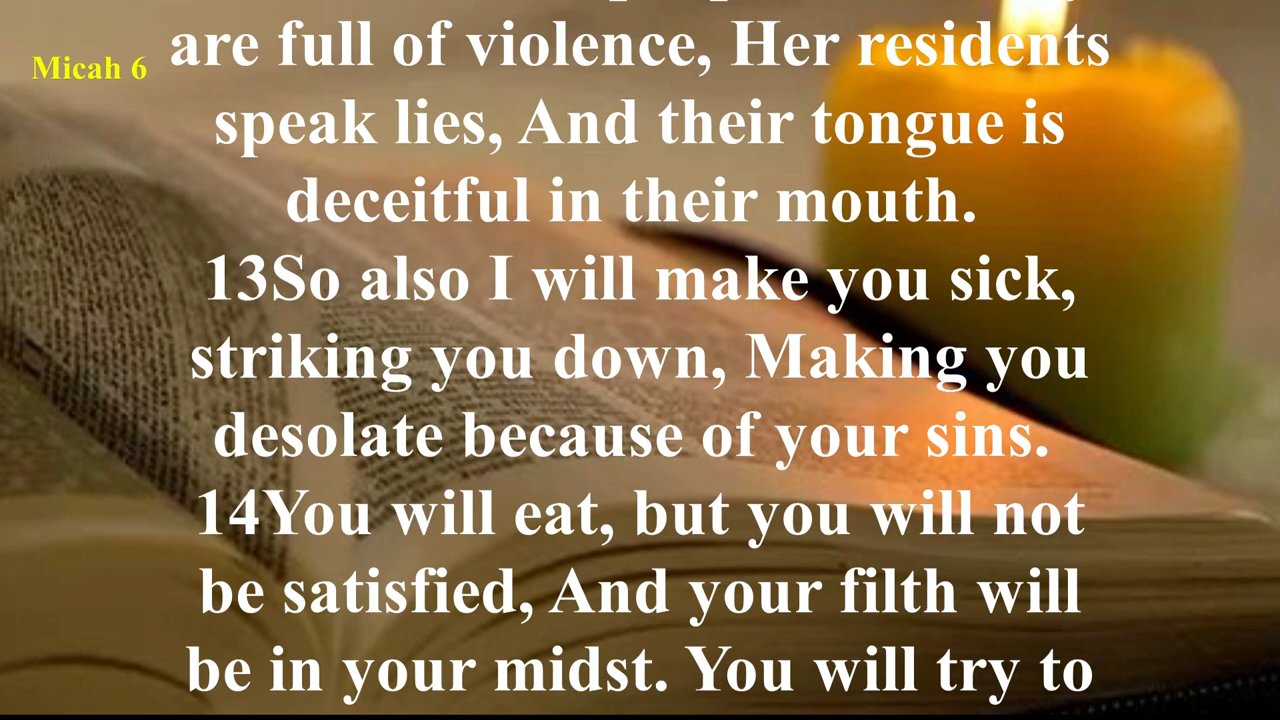 Micah 6
are full of violence, Her residents
speak lies, And their tongue is
deceitful in their mouth.
13So also I will make you sick,
striking you down, Making you
desolate because of your sins.
14You will eat, but you will not
be satisfied, And your filth will
be in your midst. You will try to